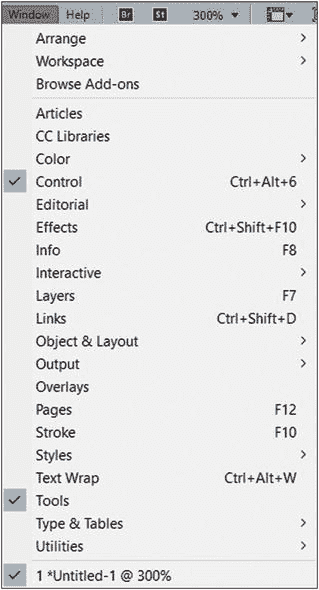 Window Help Br St 300%
Arrange
Workspace
Browse Add-ons
Articles
CC Libraries
Color
Control Ctrl+Alt+6
Editorial
Effects Ctrl+Shift+F10
Info F8
Interactive
Layers F7
Links Ctrl+Shift+D
Object & Layout
Output
Overlays
Pages F12
Stroke F10
Styles
Text Wrap Ctrl+Alt+W
Tools
Type & Tables
Utilities
1 *Untitled-1 @ 300%